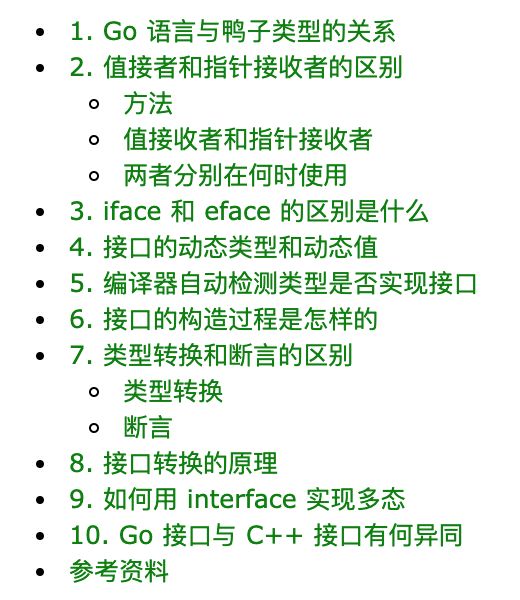 1. Go 语言与鸭子类型的关系
2. 值接者和指针接收者的区别
方法
值接收者和指针接收者
两者分别在何时使用
3. iface 和 eface 的区别是什么
4. 接口的动态类型和动态值
5. 编译器自动检测类型是否实现接口
6. 接口的构造过程是怎样的
7. 类型转换和断言的区别
类型转换
断言
8. 接口转换的原理
9. 如何用 interface 实现多态
10. Go 接口与 C++ 接口有何异同
参考资料